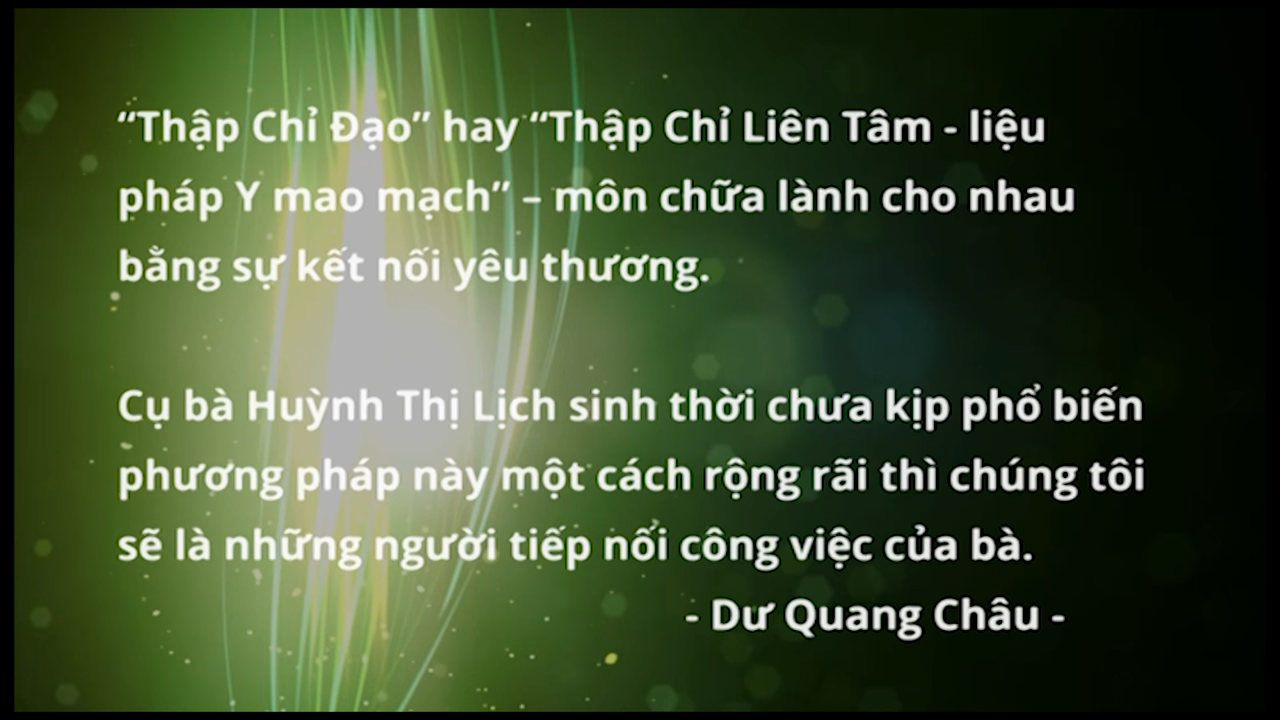 “Thập Chỉ Đạo” hay “Thập Chỉ Liên Tâm - liệu
pháp Y mao mạch” – môn chữa lành cho nhau
bằng sự kết nối yêu thương.
Cụ bà Huỳnh Thị Lịch sinh thời chưa kịp phổ biến
phương pháp này một cách rộng rãi thì chúng tôi
sẽ là những người tiếp nối công việc của bà.
- Dư Quang Châu -